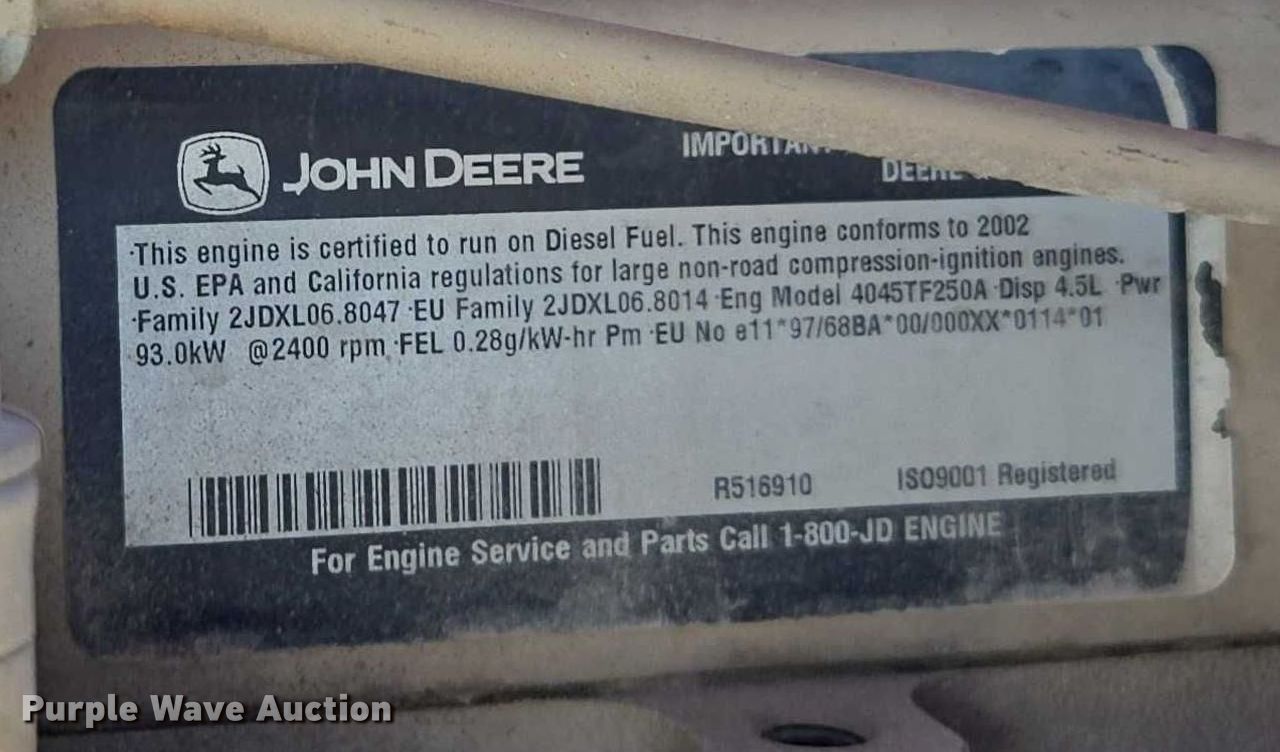 JOHN DEERE
IMPORTAN
DEERE
·This engine is certified to run on Diesel Fuel. This engine conforms to 2002
U.S. EPA and California regulations for large non-road compression-ignition engines.
·Family 2JDXL06.8047 ·EU Family 2JDXL06.8014 ·Eng Model 4045TF250A ·Disp 4.5L ·Pwr
93.0kW @2400 rpm ·FEL 0.28g/kW-hr Pm ·EU No e11*97/68BA*00/000XX*0114*01
R516910 ISO9001 Registered
For Engine Service and Parts Call 1-800-JD ENGINE
Purple Wave Auction